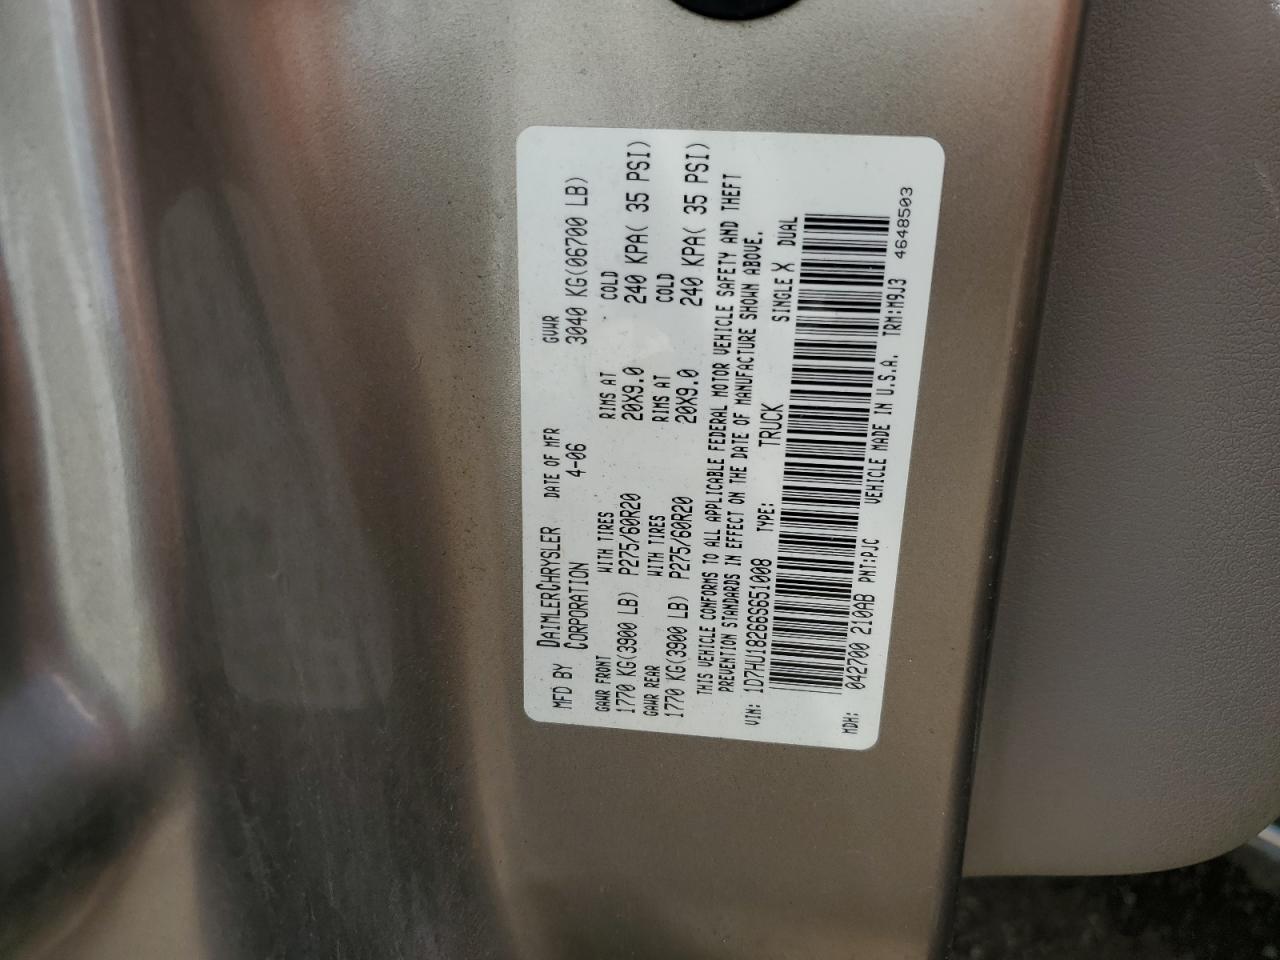 MFD BY DAIMLERCHRYSLER CORPORATION
DATE OF MFR 4-06
GVWR 3040 KG(06700 LB)
GAWR FRONT WITH TIRES RIMS AT COLD
1770 KG(3900 LB) P275/60R20 20X9.0 240 KPA( 35 PSI)
GAWR REAR WITH TIRES RIMS AT COLD
1770 KG(3900 LB) P275/60R20 20X9.0 240 KPA( 35 PSI)
THIS VEHICLE CONFORMS TO ALL APPLICABLE FEDERAL MOTOR VEHICLE SAFETY AND THEFT
PREVENTION STANDARDS IN EFFECT ON THE DATE OF MANUFACTURE SHOWN ABOVE.
VIN: 1D7HU18266S651008 TYPE: TRUCK SINGLE X DUAL
MDH: 042700 210AB PNT:PJC VEHICLE MADE IN U.S.A. TRM:M9J3 4648503